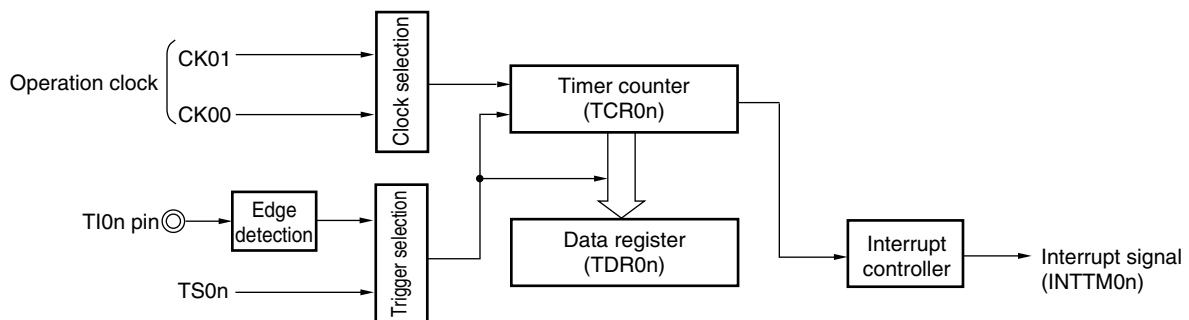 Operation clock
CK01
CK00
Clock selection
Timer counter
(TCR0n)
TI0n pin
Edge
detection
TS0n
Trigger selection
Data register
(TDR0n)
Interrupt
controller
Interrupt signal
(INTTM0n)